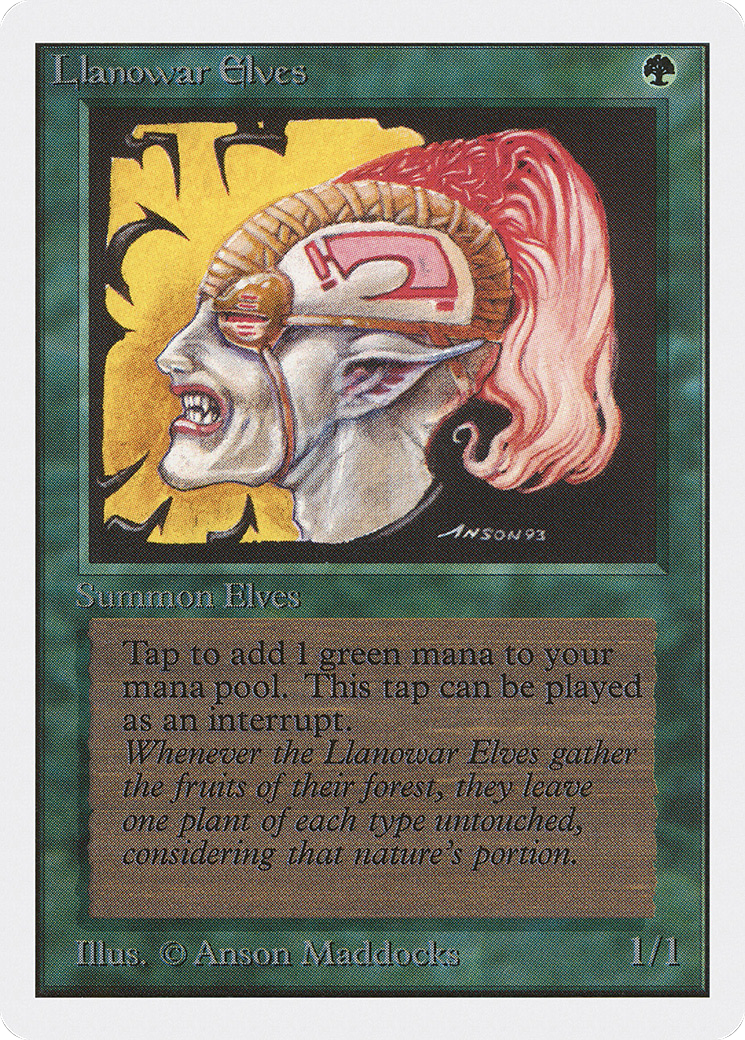 Llanowar Elves
ANSON 93
Summon Elves
Tap to add 1 green mana to your
mana pool. This tap can be played
as an interrupt.
Whenever the Llanowar Elves gather
the fruits of their forest, they leave
one plant of each type untouched,
considering that nature's portion.
Illus. © Anson Maddocks
1/1